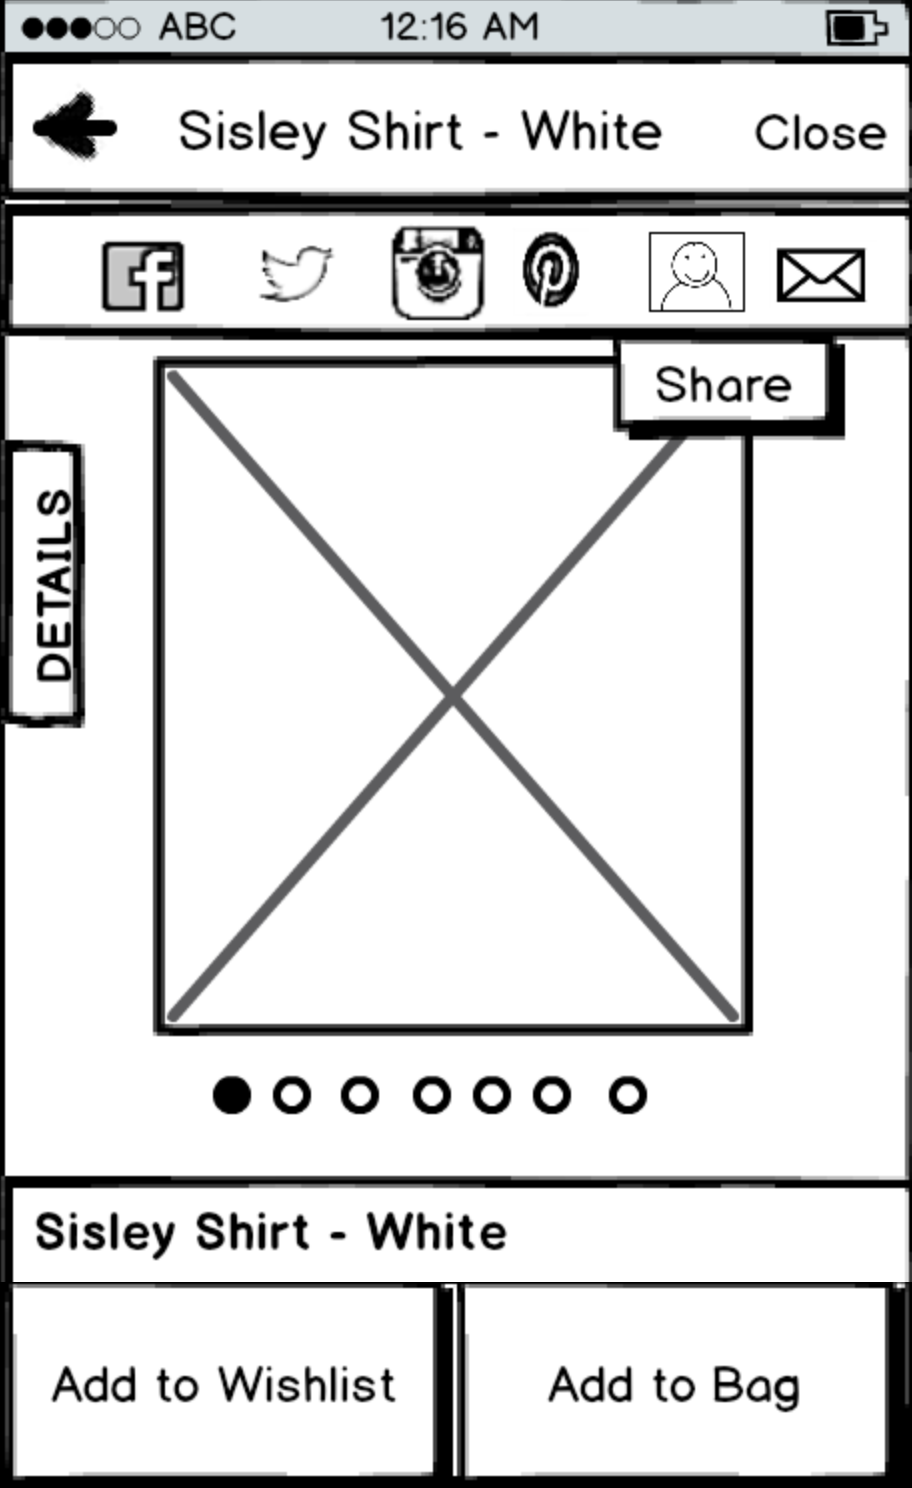 ABC 12:16 AM
Sisley Shirt - White Close
Share
DETAILS
Sisley Shirt - White
Add to Wishlist Add to Bag